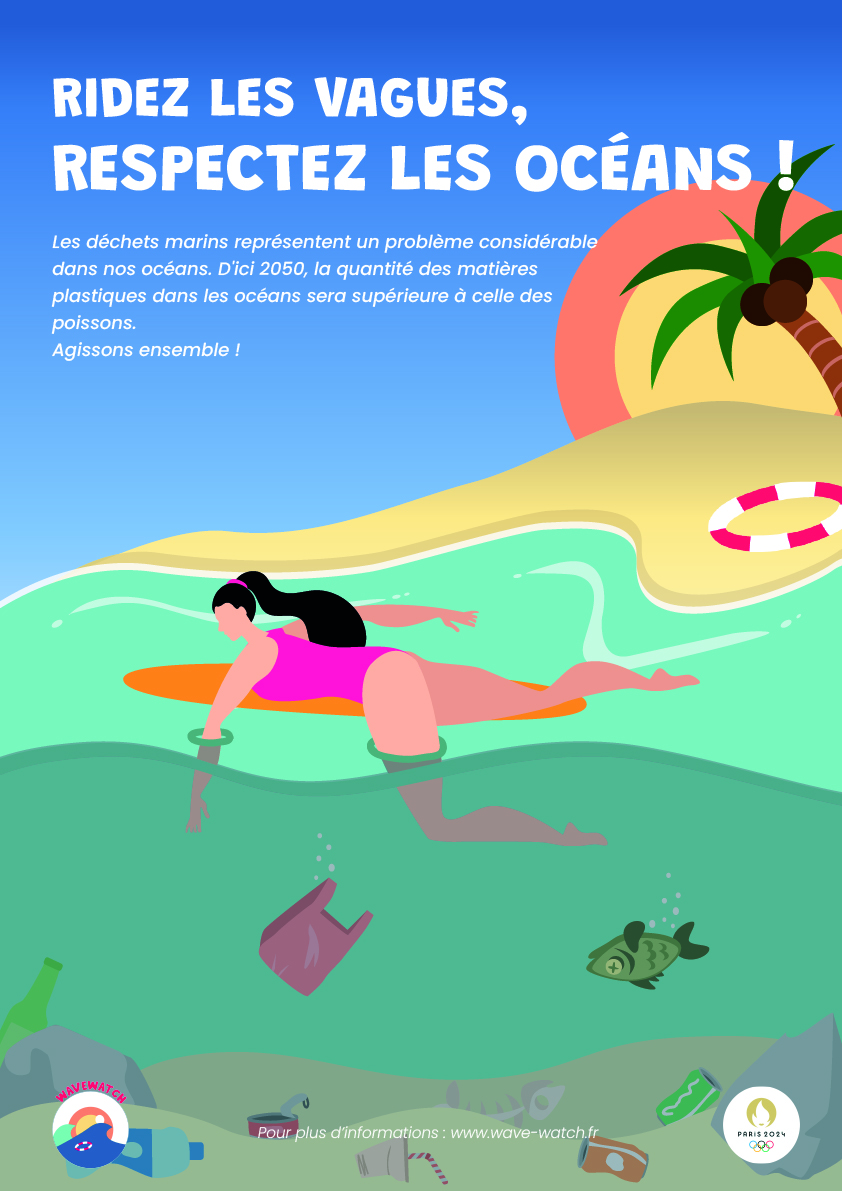 RIDEZ LES VAGUES,
RESPECTEZ LES OCÉANS !
Les déchets marins représentent un problème considérable
dans nos océans. D'ici 2050, la quantité des matières
plastiques dans les océans sera supérieure à celle des
poissons.
Agissons ensemble !
WAVEWATCH
Pour plus d'informations : www.wave-watch.fr
PARIS 2024